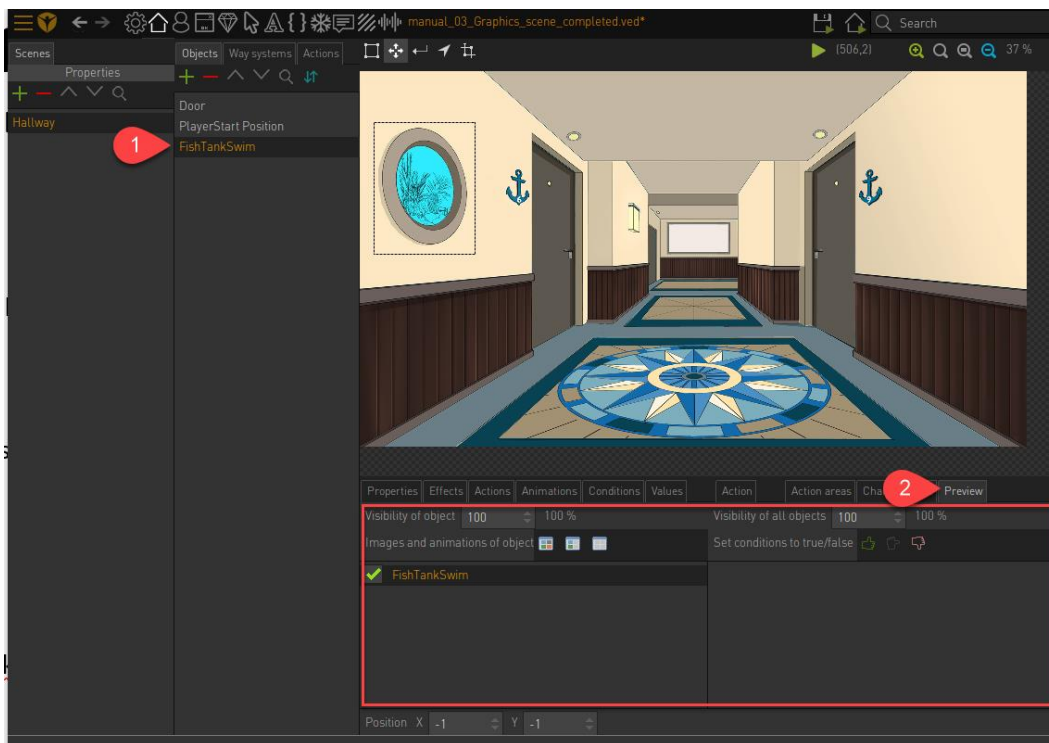 manual_03_Graphics_scene_completed.ved*
Search
Scenes
Objects Way systems Actions
(506,2)
37 %
Properties
Door
Hallway
PlayerStart Position
1
FishTankSwim
Properties Effects Actions Animations Conditions Values Action Action areas Cha 2 Preview
Visibility of object 100 100 % Visibility of all objects 100 100 %
Images and animations of object Set conditions to true/false
FishTankSwim
Position X -1 Y -1